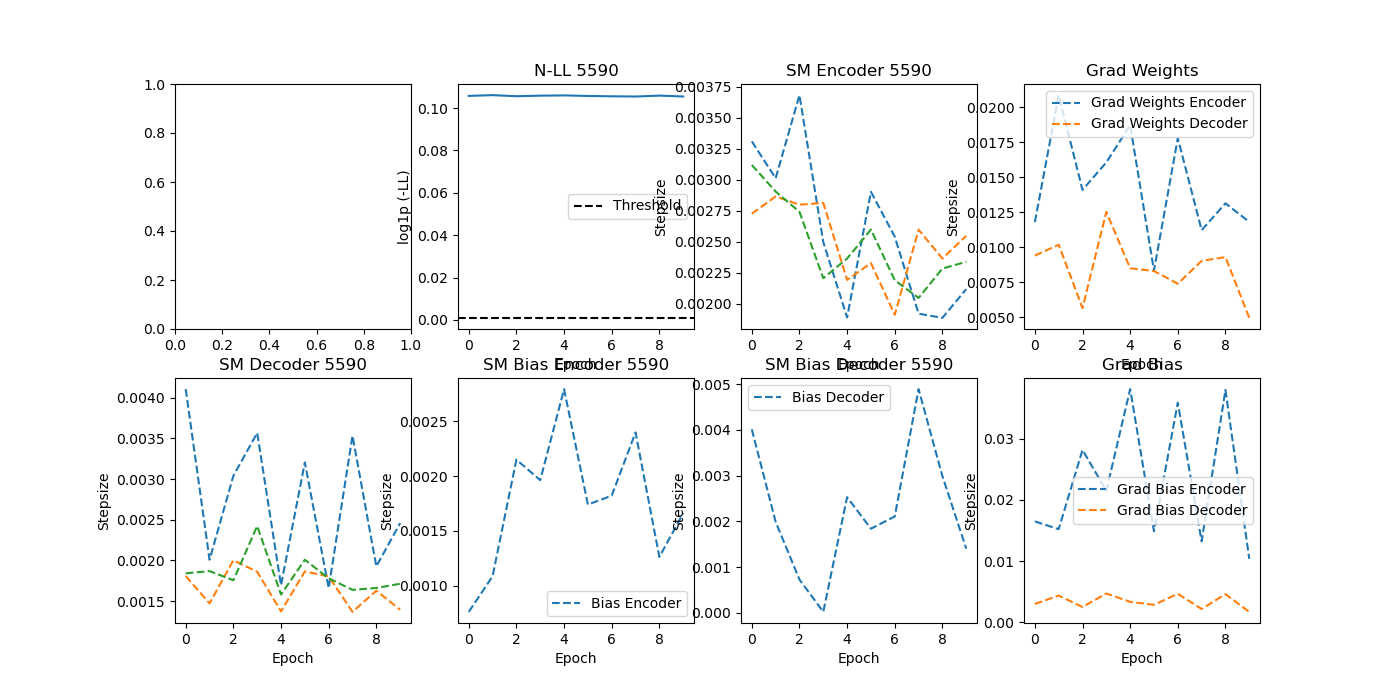 1.0
0.8
0.6
0.4
0.2
0.0
0.0 0.2 0.4 0.6 0.8 1.0
N-LL 5590
log1p (-LL)
0.10
0.08
0.06
0.04
0.02
0.00
Threshold
0 2 4 6 8
Epoch
SM Encoder 5590
Stepsize
0.00375
0.00350
0.00325
0.00300
0.00275
0.00250
0.00225
0.00200
0 2 4 6 8
Epoch
Grad Weights
Stepsize
0.0200
0.0175
0.0150
0.0125
0.0100
0.0075
0.0050
Grad Weights Encoder
Grad Weights Decoder
0 2 4 6 8
Epoch
SM Decoder 5590
Stepsize
0.0040
0.0035
0.0030
0.0025
0.0020
0.0015
0 2 4 6 8
Epoch
SM Bias Encoder 5590
Stepsize
0.0025
0.0020
0.0015
0.0010
Bias Encoder
0 2 4 6 8
Epoch
SM Bias Decoder 5590
Stepsize
0.005
0.004
0.003
0.002
0.001
0.000
Bias Decoder
0 2 4 6 8
Epoch
Grad Bias
Stepsize
0.03
0.02
0.01
0.00
Grad Bias Encoder
Grad Bias Decoder
0 2 4 6 8
Epoch